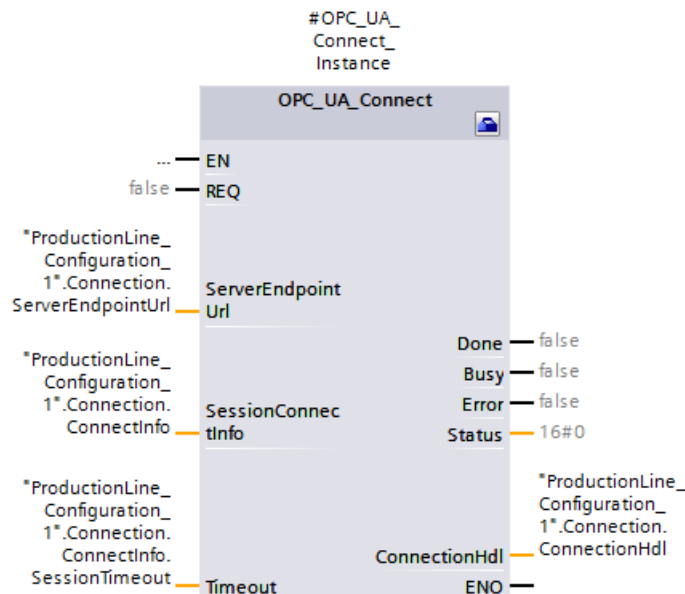 #OPC_UA_
Connect_
Instance
OPC_UA_Connect
...
EN
false
REQ
"ProductionLine_
Configuration_
1".Connection.
ServerEndpointUrl
ServerEndpoint
Url
"ProductionLine_
Configuration_
1".Connection.
ConnectInfo
SessionConnec
tInfo
"ProductionLine_
Configuration_
1".Connection.
ConnectInfo.
SessionTimeout
Timeout
Done
false
Busy
false
Error
false
Status
16#0
ConnectionHdl
"ProductionLine_
Configuration_
1".Connection.
ConnectionHdl
ENO